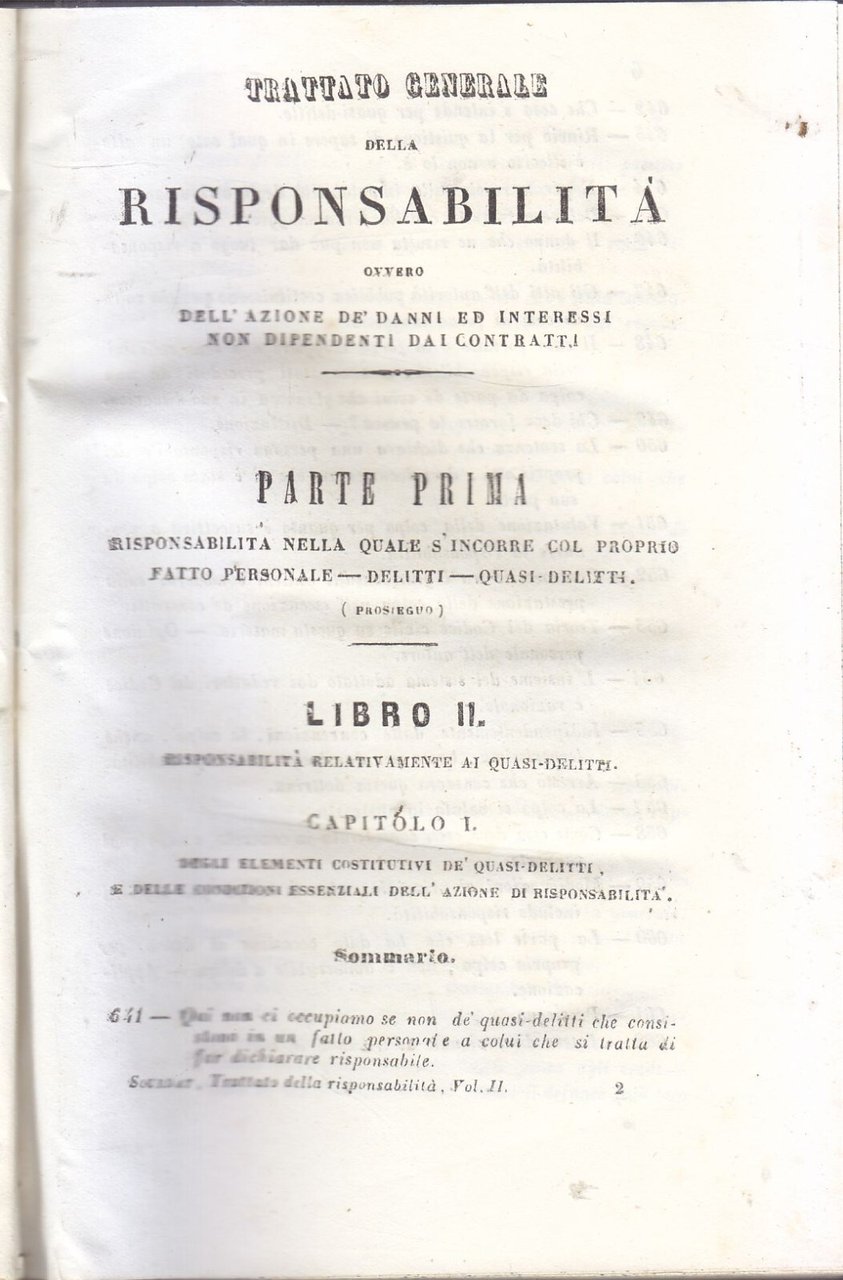 TRATTATO GENERALE
DELLA
RISPONSABILITÀ
OVVERO
DELL' AZIONE DE' DANNI ED INTERESSI
NON DIPENDENTI DAI CONTRATTI
PARTE PRIMA
RISPONSABILITÀ NELLA QUALE S'INCORRE COL PROPRIO
FATTO PERSONALE — DELITTI — QUASI-DELITTI.
( PROSIEGUO )
LIBRO II.
RISPONSABILITÀ RELATIVAMENTE AI QUASI-DELITTI.
CAPITOLO I.
DEGLI ELEMENTI COSTITUTIVI DE' QUASI-DELITTI,
E DELLE CONDIZIONI ESSENZIALI DELL' AZIONE DI RISPONSABILITA'.
Sommario.
641 — Qui non ci occupiamo se non de' quasi-delitti che consi-
stono in un fatto personale a colui che si tratta di
far dichiarare risponsabile.
Sourdat, Trattato della risponsabilità, Vol. II. 2